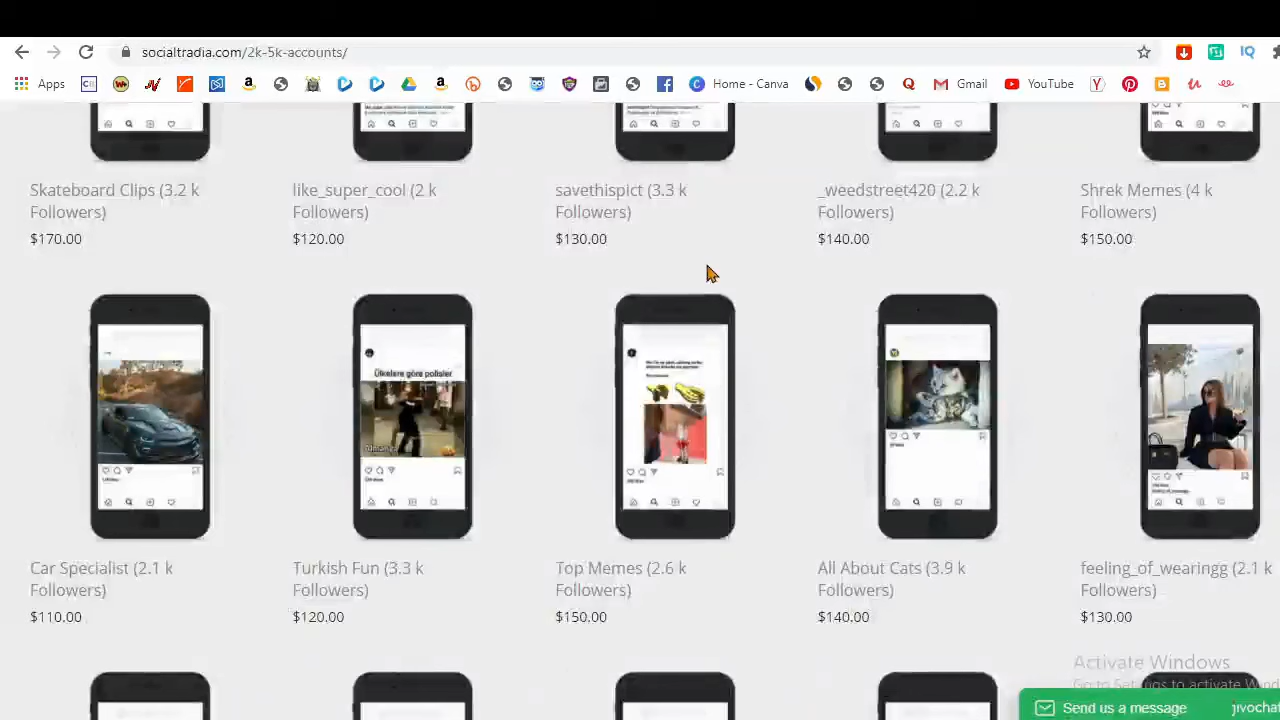 socialtradia.com/2k-5k-accounts/
Apps
Home - Canva
Gmail
YouTube
Skateboard Clips (3.2 k
Followers)
$170.00
like_super_cool (2 k
Followers)
$120.00
savethispict (3.3 k
Followers)
$130.00
_weedstreet420 (2.2 k
Followers)
$140.00
Shrek Memes (4 k
Followers)
$150.00
Ülkelere göre polisler
Car Specialist (2.1 k
Followers)
$110.00
Turkish Fun (3.3 k
Followers)
$120.00
Top Memes (2.6 k
Followers)
$150.00
All About Cats (3.9 k
Followers)
$140.00
feeling_of_wearingg (2.1 k
Followers)
$130.00
Activate Windows
Send us a message